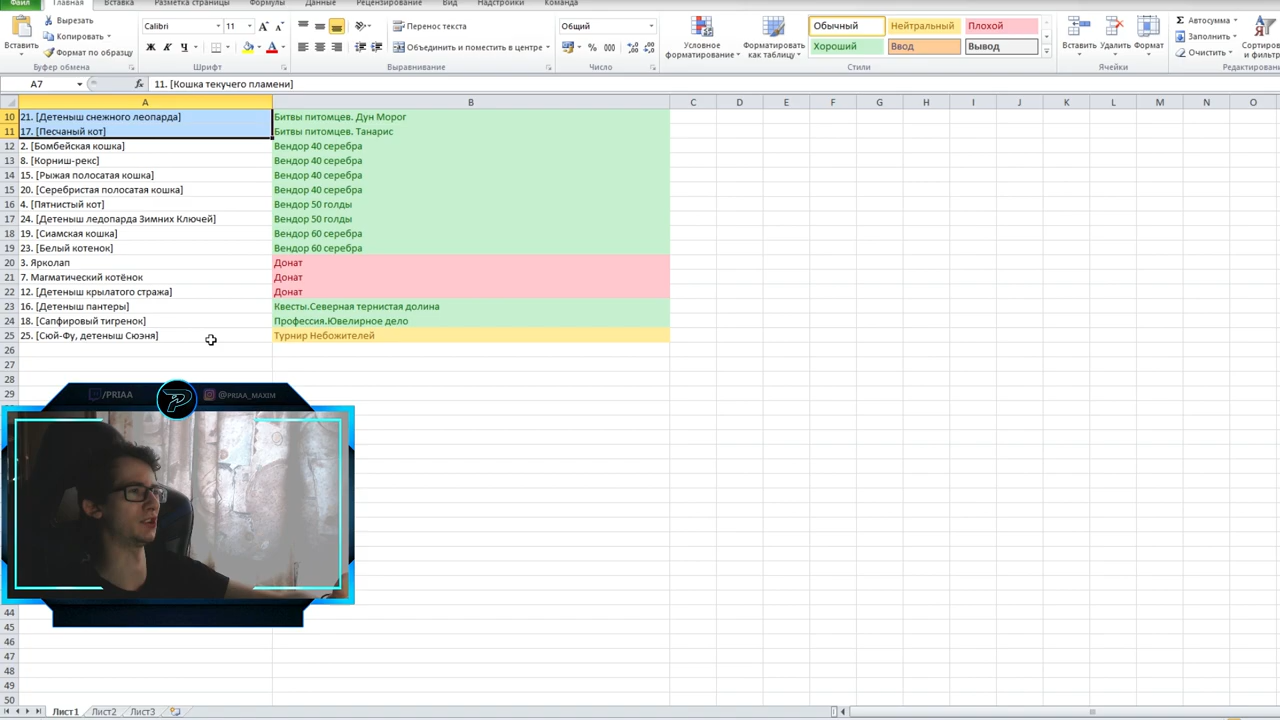 Файл Главная Вставка Разметка страницы Формулы Данные Рецензирование Вид Надстройки Команда
Вырезать Calibri 11 Перенос текста Общий Обычный Нейтральный Плохой Автосумма
Копировать Заполнить
Вставить Формат по образцу Ж К Ч Объединить и поместить в центре % 000 Условное форматирование Форматировать как таблицу Хороший Ввод Вывод Вставить Удалить Формат Очистить
Буфер обмена Шрифт Выравнивание Число Стили Ячейки
A7 fx 11. [Кошка текучего пламени]
A B C D E F G H I J K L M N O
10 21. [Детеныш снежного леопарда] Битвы питомцев. Дун Морог
11 17. [Песчаный кот] Битвы питомцев. Танарис
12 2. [Бомбейская кошка] Вендор 40 серебра
13 8. [Корниш-рекс] Вендор 40 серебра
14 15. [Рыжая полосатая кошка] Вендор 40 серебра
15 20. [Серебристая полосатая кошка] Вендор 40 серебра
16 4. [Пятнистый кот] Вендор 50 голды
17 24. [Детеныш ледопарда Зимних Ключей] Вендор 50 голды
18 19. [Сиамская кошка] Вендор 60 серебра
19 23. [Белый котенок] Вендор 60 серебра
20 3. Ярколап Донат
21 7. Магматический котёнок Донат
22 12. [Детеныш крылатого стража] Донат
23 16. [Детеныш пантеры] Квесты.Северная тернистая долина
24 18. [Сапфировый тигренок] Профессия.Ювелирное дело
25 25. [Сюй-Фу, детеныш Сюэня] Турнир Небожителей
26
27
28
29
/PRIAA @PRIAA_MAXIM
44
45
46
47
48
49
50
Лист1 Лист2 Лист3